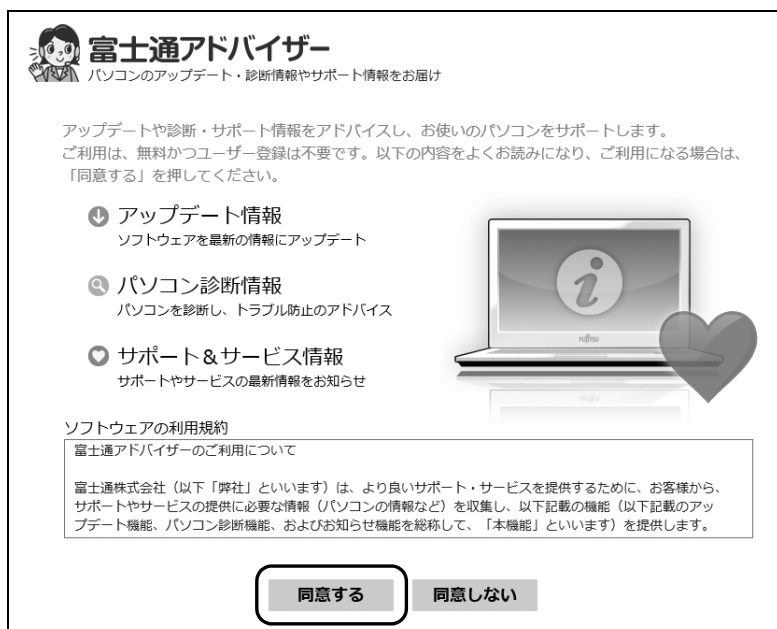 富士通アドバイザー
パソコンのアップデート・診断情報やサポート情報をお届け
アップデートや診断・サポート情報をアドバイスし、お使いのパソコンをサポートします。
ご利用は、無料かつユーザー登録は不要です。以下の内容をよくお読みになり、ご利用になる場合は、
「同意する」を押してください。
アップデート情報
ソフトウェアを最新の情報にアップデート
パソコン診断情報
パソコンを診断し、トラブル防止のアドバイス
サポート&サービス情報
サポートやサービスの最新情報をお知らせ
FUJITSU
ソフトウェアの利用規約
富士通アドバイザーのご利用について
富士通株式会社（以下「弊社」といいます）は、より良いサポート・サービスを提供するために、お客様から、
サポートやサービスの提供に必要な情報（パソコンの情報など）を収集し、以下記載の機能（以下記載のアッ
プデート機能、パソコン診断機能、およびお知らせ機能を総称して、「本機能」といいます）を提供します。
同意する 同意しない